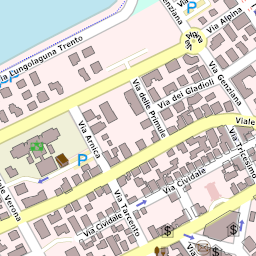 Genziana
Via Alpina
Via Lungolaguna Trento
P
Via Genziana
Via dei Gladioli
Via delle Primule
Via Arnica
Viale
P
Via Tricesimo
Via Cividale
Verona
Via Tarcento
Via Cividale